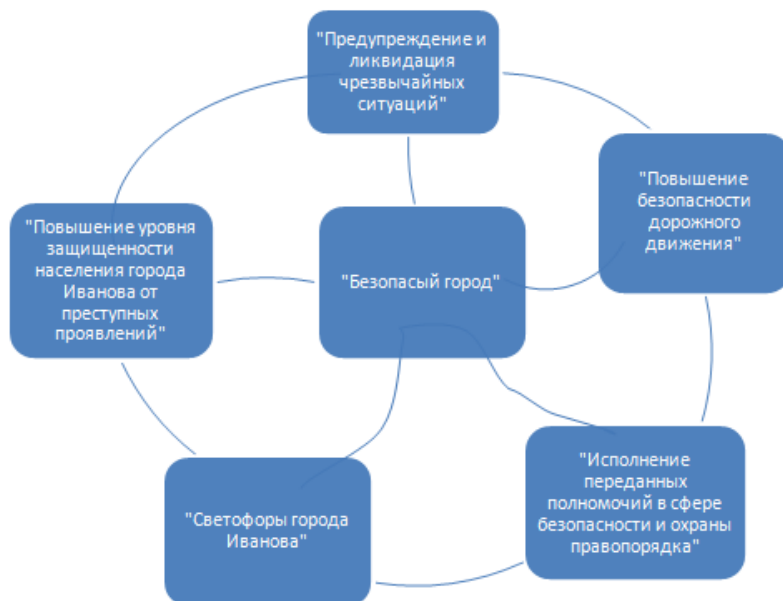 "Предупреждение и
ликвидация
чрезвычайных
ситуаций"
"Повышение
безопасности
дорожного
движения"
"Повышение уровня
защищенности
населения города
Иванова от
преступных
проявлений"
"Безопасый город"
"Исполнение
переданных
полномочий в сфере
безопасности и охраны
правопорядка"
"Светофоры города
Иванова"